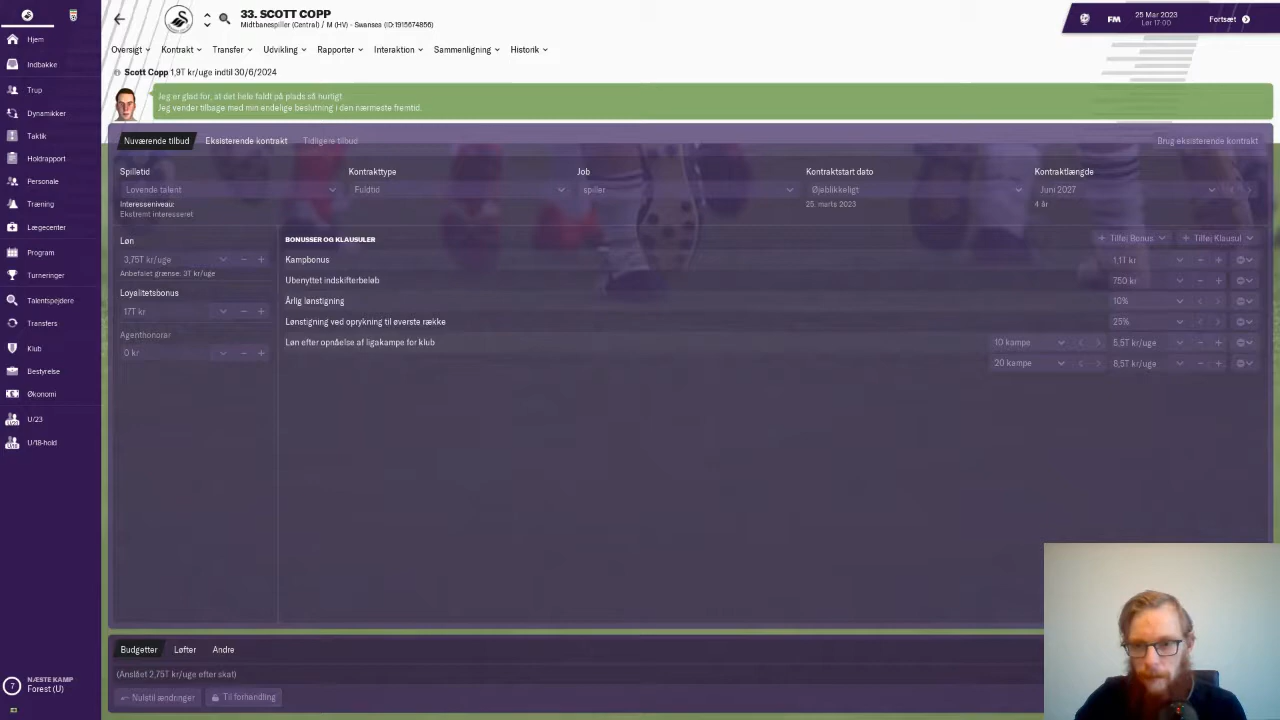 33. SCOTT COPP
Midtbanespiller (Central) / M (HV) - Swansea (ID:1915674856)
25 Mar 2023
Lør 17:00
FM
Fortsæt
Hjem
Indbakke
Trup
Dynamikker
Taktik
Holdrapport
Personale
Træning
Lægecenter
Program
Turneringer
Talentspejdere
Transfers
Klub
Bestyrelse
Økonomi
U/23
U/18-hold
NÆSTE KAMP
Forest (U)
7
Oversigt
Kontrakt
Transfer
Udvikling
Rapporter
Interaktion
Sammenligning
Historik
Scott Copp 1,9T kr/uge indtil 30/6/2024
Jeg er glad for, at det hele faldt på plads så hurtigt.
Jeg vender tilbage med min endelige beslutning i den nærmeste fremtid.
Nuværende tilbud
Eksisterende kontrakt
Tidligere tilbud
Brug eksisterende kontrakt
Spilletid
Kontrakttype
Job
Kontraktstart dato
Kontraktlængde
Lovende talent
Fuldtid
spiller
Øjeblikkeligt
Juni 2027
Interesseniveau:
Ekstremt interesseret
25. marts 2023
4 år
Løn
3,75T kr/uge
Anbefalet grænse: 3T kr/uge
Loyalitetsbonus
17T kr
Agenthonorar
0 kr
BONUSSER OG KLAUSULER
Tilføj Bonus
Tilføj Klausul
Kampbonus
1,1T kr
Ubenyttet indskifterbeløb
750 kr
Årlig lønstigning
10%
Lønstigning ved oprykning til øverste række
25%
Løn efter opnåelse af ligakampe for klub
10 kampe
5,5T kr/uge
20 kampe
8,5T kr/uge
Budgetter
Løfter
Andre
(Anslået 2,75T kr/uge efter skat)
Nulstil ændringer
Til forhandling